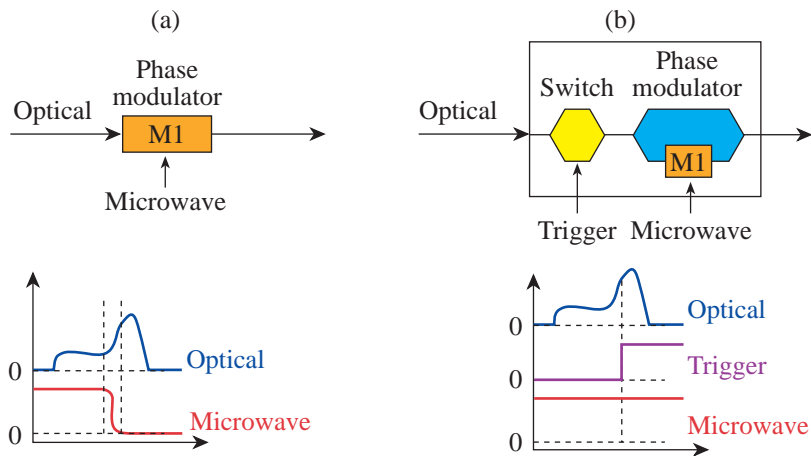 (a)
Phase
modulator
Optical
M1
Microwave
0
Optical
0
Microwave
(b)
Phase
Switch
modulator
Optical
M1
Trigger
Microwave
0
Optical
0
Trigger
0
Microwave